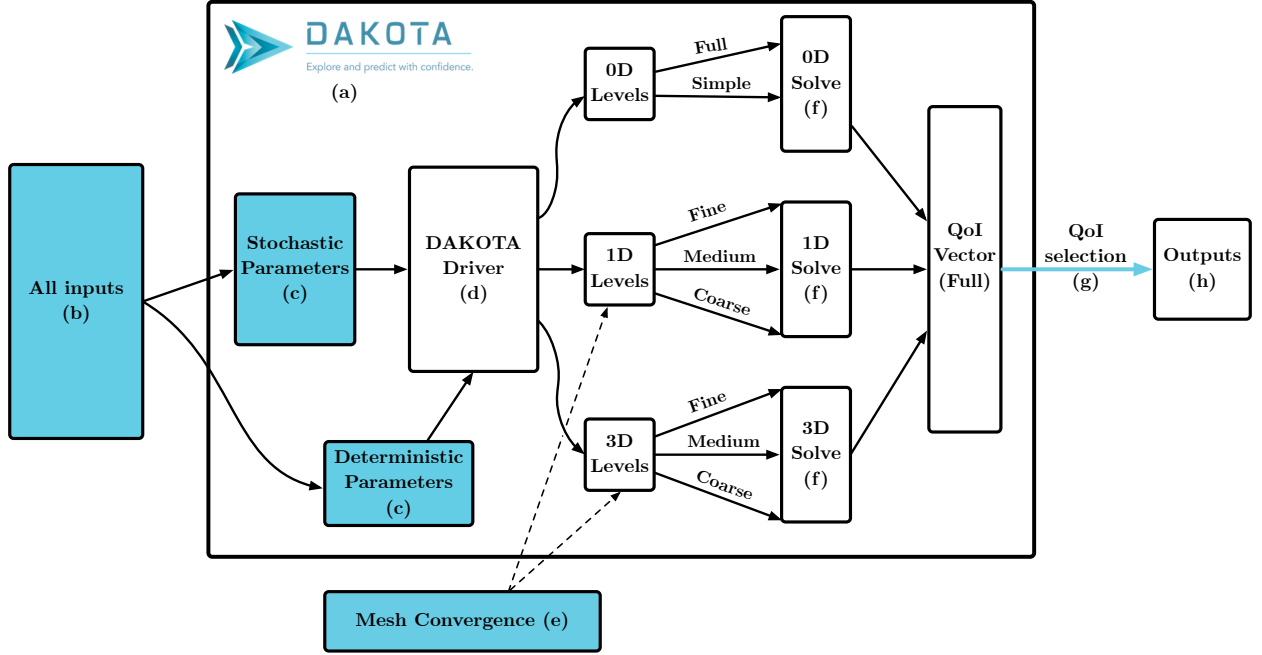 DAKOTA
Explore and predict with confidence.
(a)
All inputs
(b)
Stochastic
Parameters
(c)
Deterministic
Parameters
(c)
DAKOTA
Driver
(d)
0D
Levels
Full
Simple
0D
Solve
(f)
1D
Levels
Fine
Medium
Coarse
1D
Solve
(f)
3D
Levels
Fine
Medium
Coarse
3D
Solve
(f)
QoI
Vector
(Full)
QoI
selection
(g)
Outputs
(h)
Mesh Convergence (e)